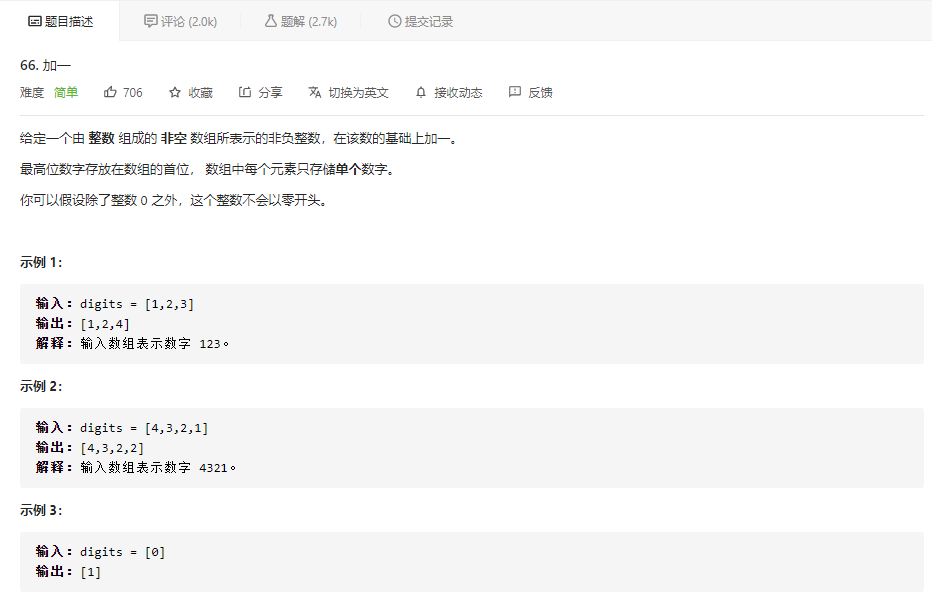 题目描述 评论 (2.0k) 题解 (2.7k) 提交记录
66. 加一
难度 简单 706 收藏 分享 切换为英文 接收动态 反馈
给定一个由 整数 组成的 非空 数组所表示的非负整数，在该数的基础上加一。
最高位数字存放在数组的首位， 数组中每个元素只存储单个数字。
你可以假设除了整数 0 之外，这个整数不会以零开头。
示例 1：
输入：digits = [1,2,3]
输出：[1,2,4]
解释：输入数组表示数字 123。
示例 2：
输入：digits = [4,3,2,1]
输出：[4,3,2,2]
解释：输入数组表示数字 4321。
示例 3：
输入：digits = [0]
输出：[1]